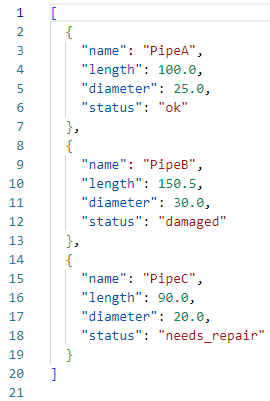 1 [
2   {
3     "name": "PipeA",
4     "length": 100.0,
5     "diameter": 25.0,
6     "status": "ok"
7   },
8   {
9     "name": "PipeB",
10     "length": 150.5,
11     "diameter": 30.0,
12     "status": "damaged"
13   },
14   {
15     "name": "PipeC",
16     "length": 90.0,
17     "diameter": 20.0,
18     "status": "needs_repair"
19   }
20 ]
21